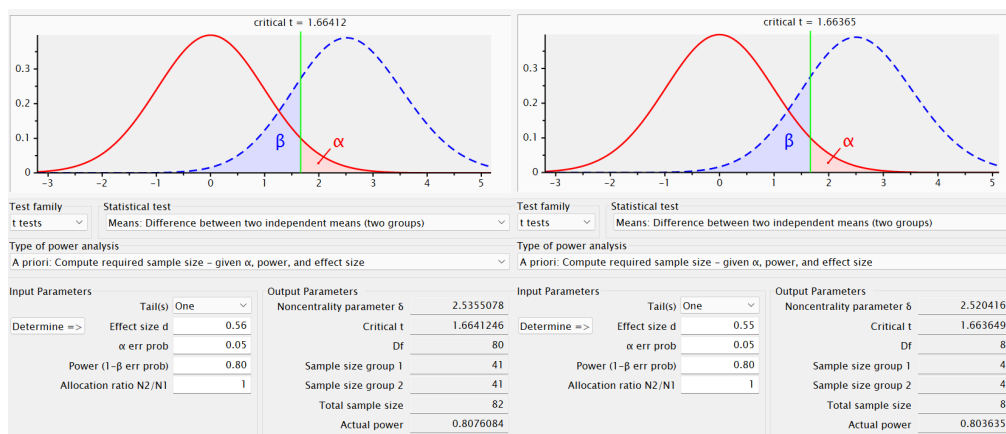 critical t = 1.66412
0.3
0.2
0.1
0
β
α
-3 -2 -1 0 1 2 3 4 5
Test family Statistical test
t tests Means: Difference between two independent means (two groups)
Type of power analysis
A priori: Compute required sample size – given α, power, and effect size
Input Parameters Output Parameters
Tail(s) One Noncentrality parameter δ 2.5355078
Determine => Effect size d 0.56 Critical t 1.6641246
α err prob 0.05 Df 80
Power (1-β err prob) 0.80 Sample size group 1 41
Allocation ratio N2/N1 1 Sample size group 2 41
Total sample size 82
Actual power 0.8076084
critical t = 1.66365
0.3
0.2
0.1
0
β
α
-3 -2 -1 0 1 2 3 4 5
Test family Statistical test
t tests Means: Difference between two independent means (two groups)
Type of power analysis
A priori: Compute required sample size – given α, power, and effect size
Input Parameters Output Parameters
Tail(s) One Noncentrality parameter δ 2.520416
Determine => Effect size d 0.55 Critical t 1.663649
α err prob 0.05 Df 8
Power (1-β err prob) 0.80 Sample size group 1 4
Allocation ratio N2/N1 1 Sample size group 2 4
Total sample size 8
Actual power 0.803635